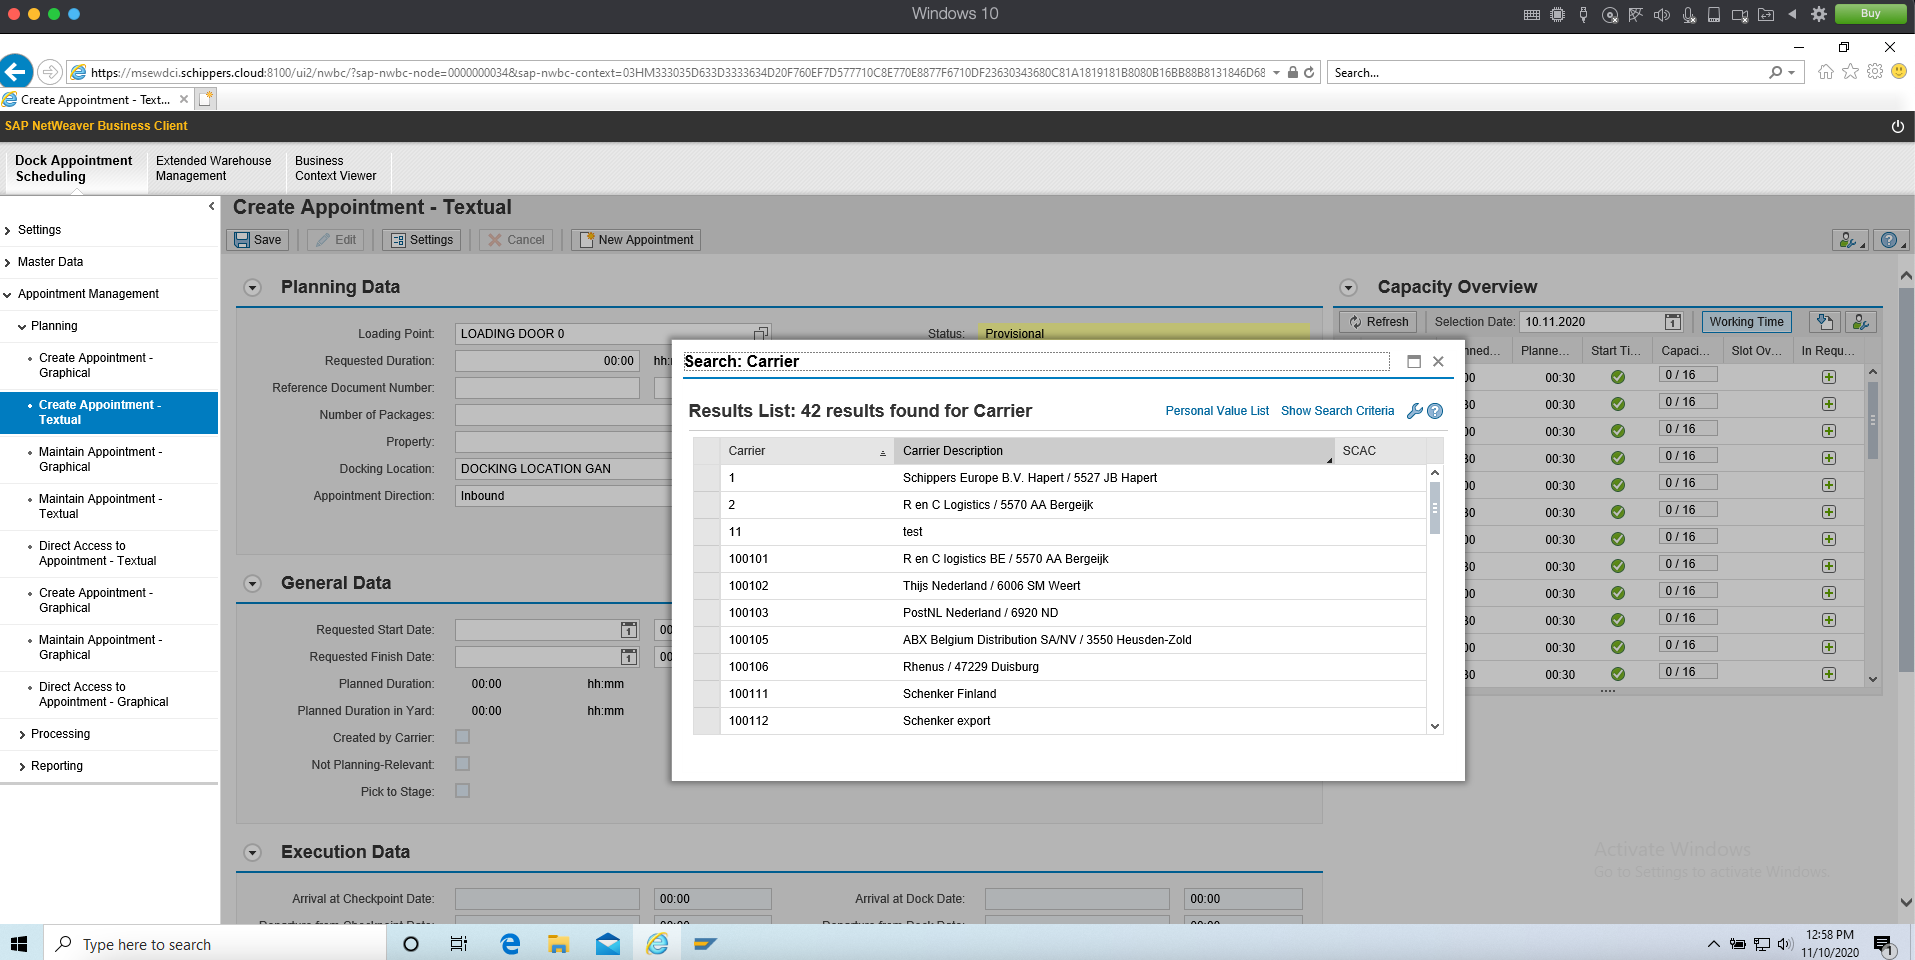 Windows 10
Buy
https://msewdci.schippers.cloud:8100/ui2/nwbc/?sap-nwbc-node=0000000034&sap-nwbc-context=03HM333035D633D3333634D20F760EF7D577710C8E770E8877F6710DF23630343680C81A1819181B8080B16BB88B8131846D68
Search...
Create Appointment - Text...
SAP NetWeaver Business Client
Dock Appointment
Scheduling
Extended Warehouse
Management
Business
Context Viewer
Settings
Master Data
Appointment Management
Planning
Create Appointment -
Graphical
Create Appointment -
Textual
Maintain Appointment -
Graphical
Maintain Appointment -
Textual
Direct Access to
Appointment - Textual
Create Appointment -
Graphical
Maintain Appointment -
Graphical
Direct Access to
Appointment - Graphical
Processing
Reporting
Create Appointment - Textual
Save Edit Settings Cancel New Appointment
Planning Data
Loading Point: LOADING DOOR 0 Status: Provisional
Requested Duration: 00:00
Reference Document Number:
Number of Packages:
Property:
Docking Location: DOCKING LOCATION GAN
Appointment Direction: Inbound
General Data
Requested Start Date: 1
Requested Finish Date: 1
Planned Duration: 00:00 hh:mm
Planned Duration in Yard: 00:00 hh:mm
Created by Carrier:
Not Planning-Relevant:
Pick to Stage:
Execution Data
Arrival at Checkpoint Date: 00:00 Arrival at Dock Date: 00:00
Capacity Overview
Refresh Selection Date: 10.11.2020 1 Working Time
Planne... Start Ti... Capaci... Slot Ov... In Requ...
00:30 0 / 16
00:30 0 / 16
00:30 0 / 16
00:30 0 / 16
00:30 0 / 16
00:30 0 / 16
00:30 0 / 16
00:30 0 / 16
00:30 0 / 16
00:30 0 / 16
00:30 0 / 16
00:30 0 / 16
Search: Carrier
Results List: 42 results found for Carrier
Personal Value List Show Search Criteria
Carrier Carrier Description SCAC
1 Schippers Europe B.V. Hapert / 5527 JB Hapert
2 R en C Logistics / 5570 AA Bergeijk
11 test
100101 R en C logistics BE / 5570 AA Bergeijk
100102 Thijs Nederland / 6006 SM Weert
100103 PostNL Nederland / 6920 ND
100105 ABX Belgium Distribution SA/NV / 3550 Heusden-Zold
100106 Rhenus / 47229 Duisburg
100111 Schenker Finland
100112 Schenker export
Activate Windows
Go to Settings to activate Windows.
Type here to search
12:58 PM
11/10/2020
1